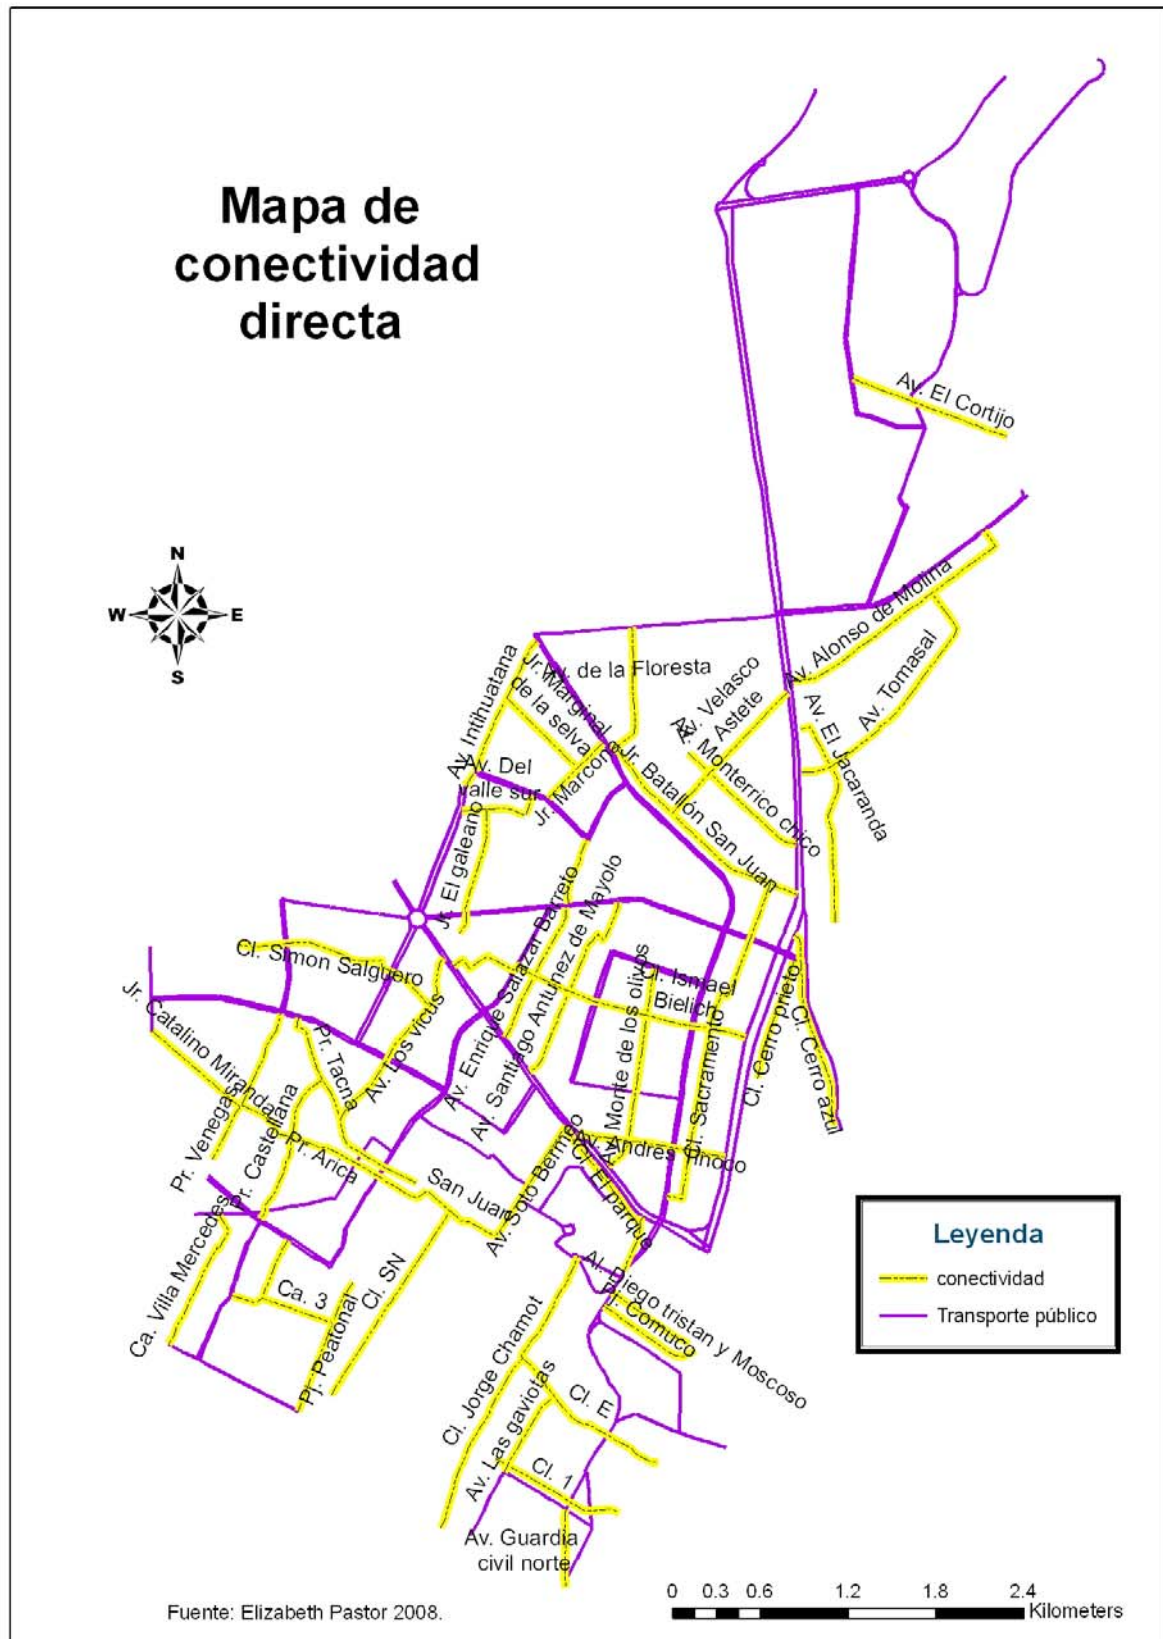 Mapa de
conectividad
directa
Av. El Cortijo
N
W
E
S
Av. Alonso de Molina
Av. Tomasal
Av. de la Floresta
Jr. Marginal
de la selva
Av. Intihuatana
Av. Velasco
Astete
Av. El Jacaranda
Av. Monterrico chico
Av. Del
valle sur
Jr. Marcona
Jr. Batallón San Juan
Jr. El galeano
Av. Enrique Salazar Barreto
Av. Santiago Antunez de Mayolo
Cl. Simon Salguero
Cl. Ismael
Bielich
Av. Monte de los olivos
Cl. Cerro prieto
Cl. Cerro azul
Jr. Catalino Miranda
Pr. Tacna
Av. Los vicus
Cl. Sacramento
Pr. Venegas
Pr. Castellana
Pr. Arica
San Juan
Av. Soto Bermeo
Av. Andres Tinoco
Cl. El parque
Ca. Villa Mercedes
Ca. 3
Cl. SN
Pj. Peatonal
Al. Diego tristan y Moscoso
Pj. Comuco
Cl. Jorge Chamot
Av. Las gaviotas
Cl. E
Cl. 1
Av. Guardia
civil norte
Leyenda
conectividad
Transporte público
Fuente: Elizabeth Pastor 2008.
0 0.3 0.6 1.2 1.8 2.4
Kilometers